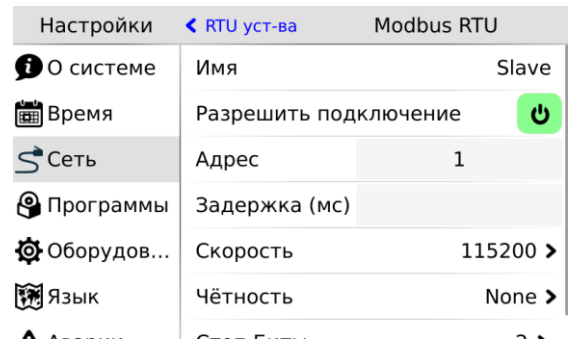 Настройки
RTU уст-ва
Modbus RTU
О системе
Имя
Slave
Время
Разрешить подключение
Сеть
Адрес
1
Программы
Задержка (мс)
Оборудов...
Скорость
115200
Язык
Чётность
None